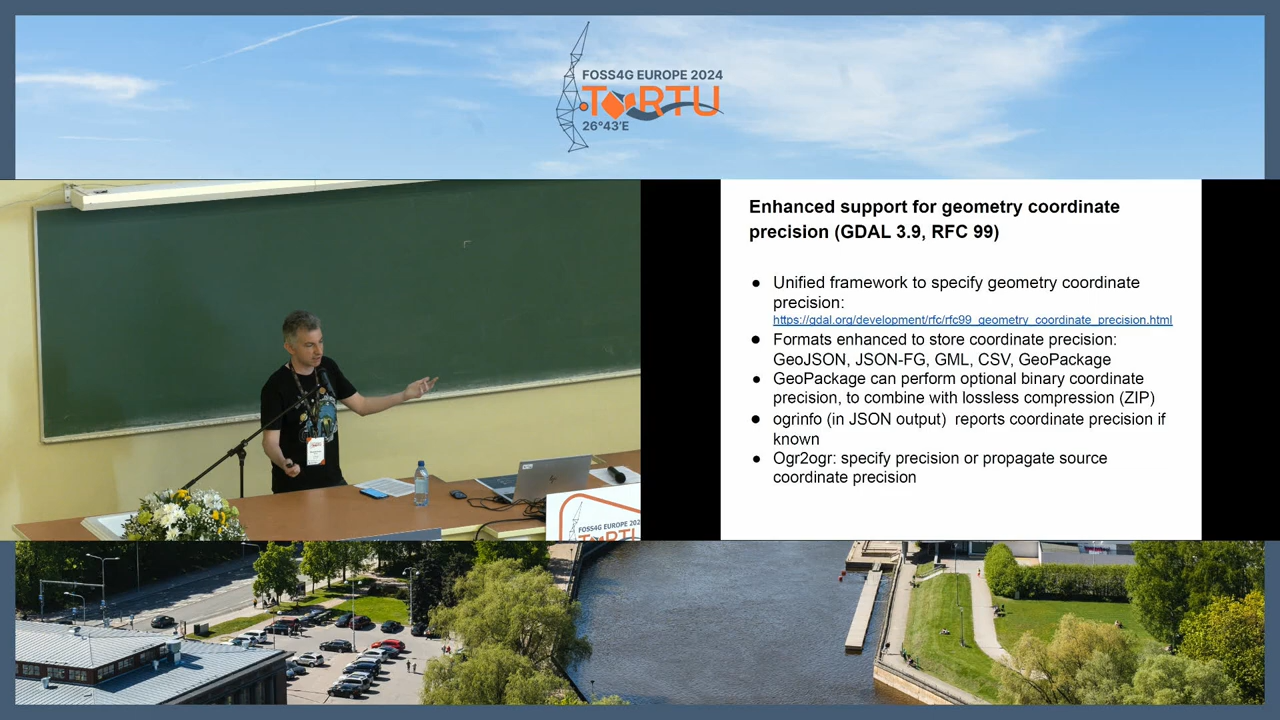 FOSS4G EUROPE 2024
TORTU
26°43'E
Enhanced support for geometry coordinate
precision (GDAL 3.9, RFC 99)
● Unified framework to specify geometry coordinate
precision:
https://gdal.org/development/rfc/rfc99_geometry_coordinate_precision.html
● Formats enhanced to store coordinate precision:
GeoJSON, JSON-FG, GML, CSV, GeoPackage
● GeoPackage can perform optional binary coordinate
precision, to combine with lossless compression (ZIP)
● ogrinfo (in JSON output)  reports coordinate precision if
known
● Ogr2ogr: specify precision or propagate source
coordinate precision
FOSS4G EUROPE 202